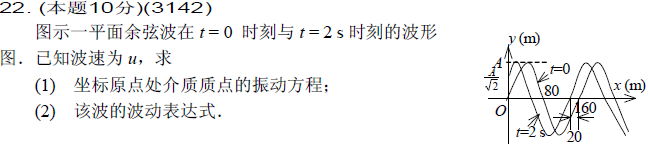 22. (本题10分)(3142)
图示一平面余弦波在 t = 0 时刻与 t = 2 s 时刻的波形
图．已知波速为 u，求
(1) 坐标原点处介质质点的振动方程；
(2) 该波的波动表达式．
y (m)
A
A/√2
t=0
80
x (m)
O
160
t=2 s
20